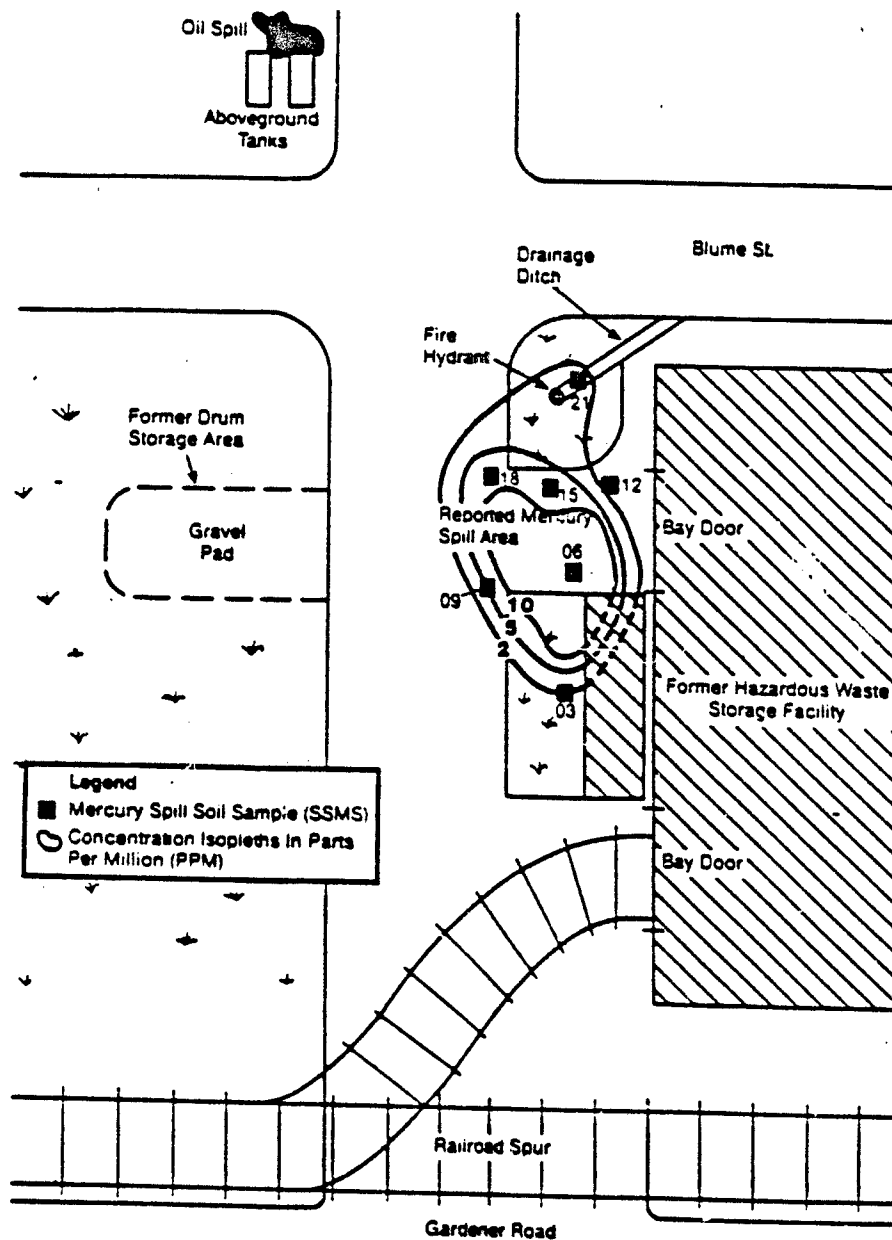 Oil Spill
Aboveground
Tanks
Blume St.
Drainage
Ditch
Fire
Hydrant
21
Former Drum
Storage Area
18
15
12
Gravel
Pad
Reported Mercury
Spill Area
Bay Door
06
09
10
5
2
03
Former Hazardous Waste
Storage Facility
Legend
Mercury Spill Soil Sample (SSMS)
Concentration Isopleths In Parts
Per Million (PPM)
Bay Door
Railroad Spur
Gardener Road